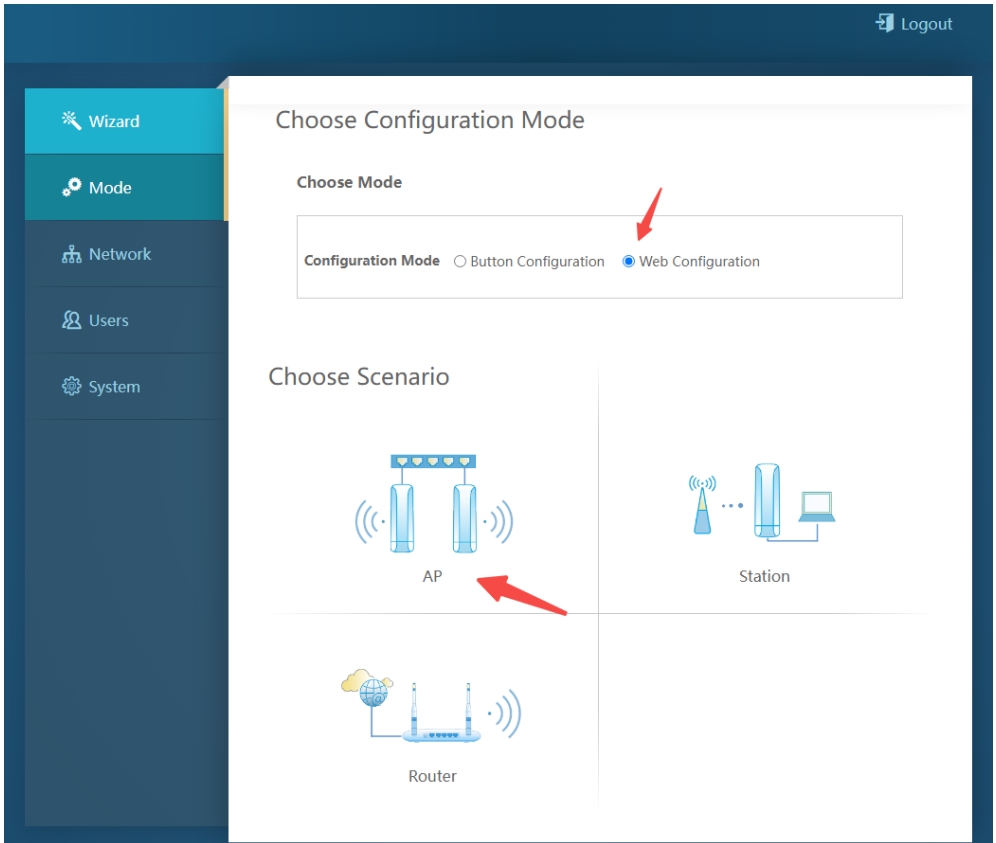 Logout
Wizard
Mode
Network
Users
System
Choose Configuration Mode
Choose Mode
Configuration Mode Button Configuration Web Configuration
Choose Scenario
AP
Station
Router